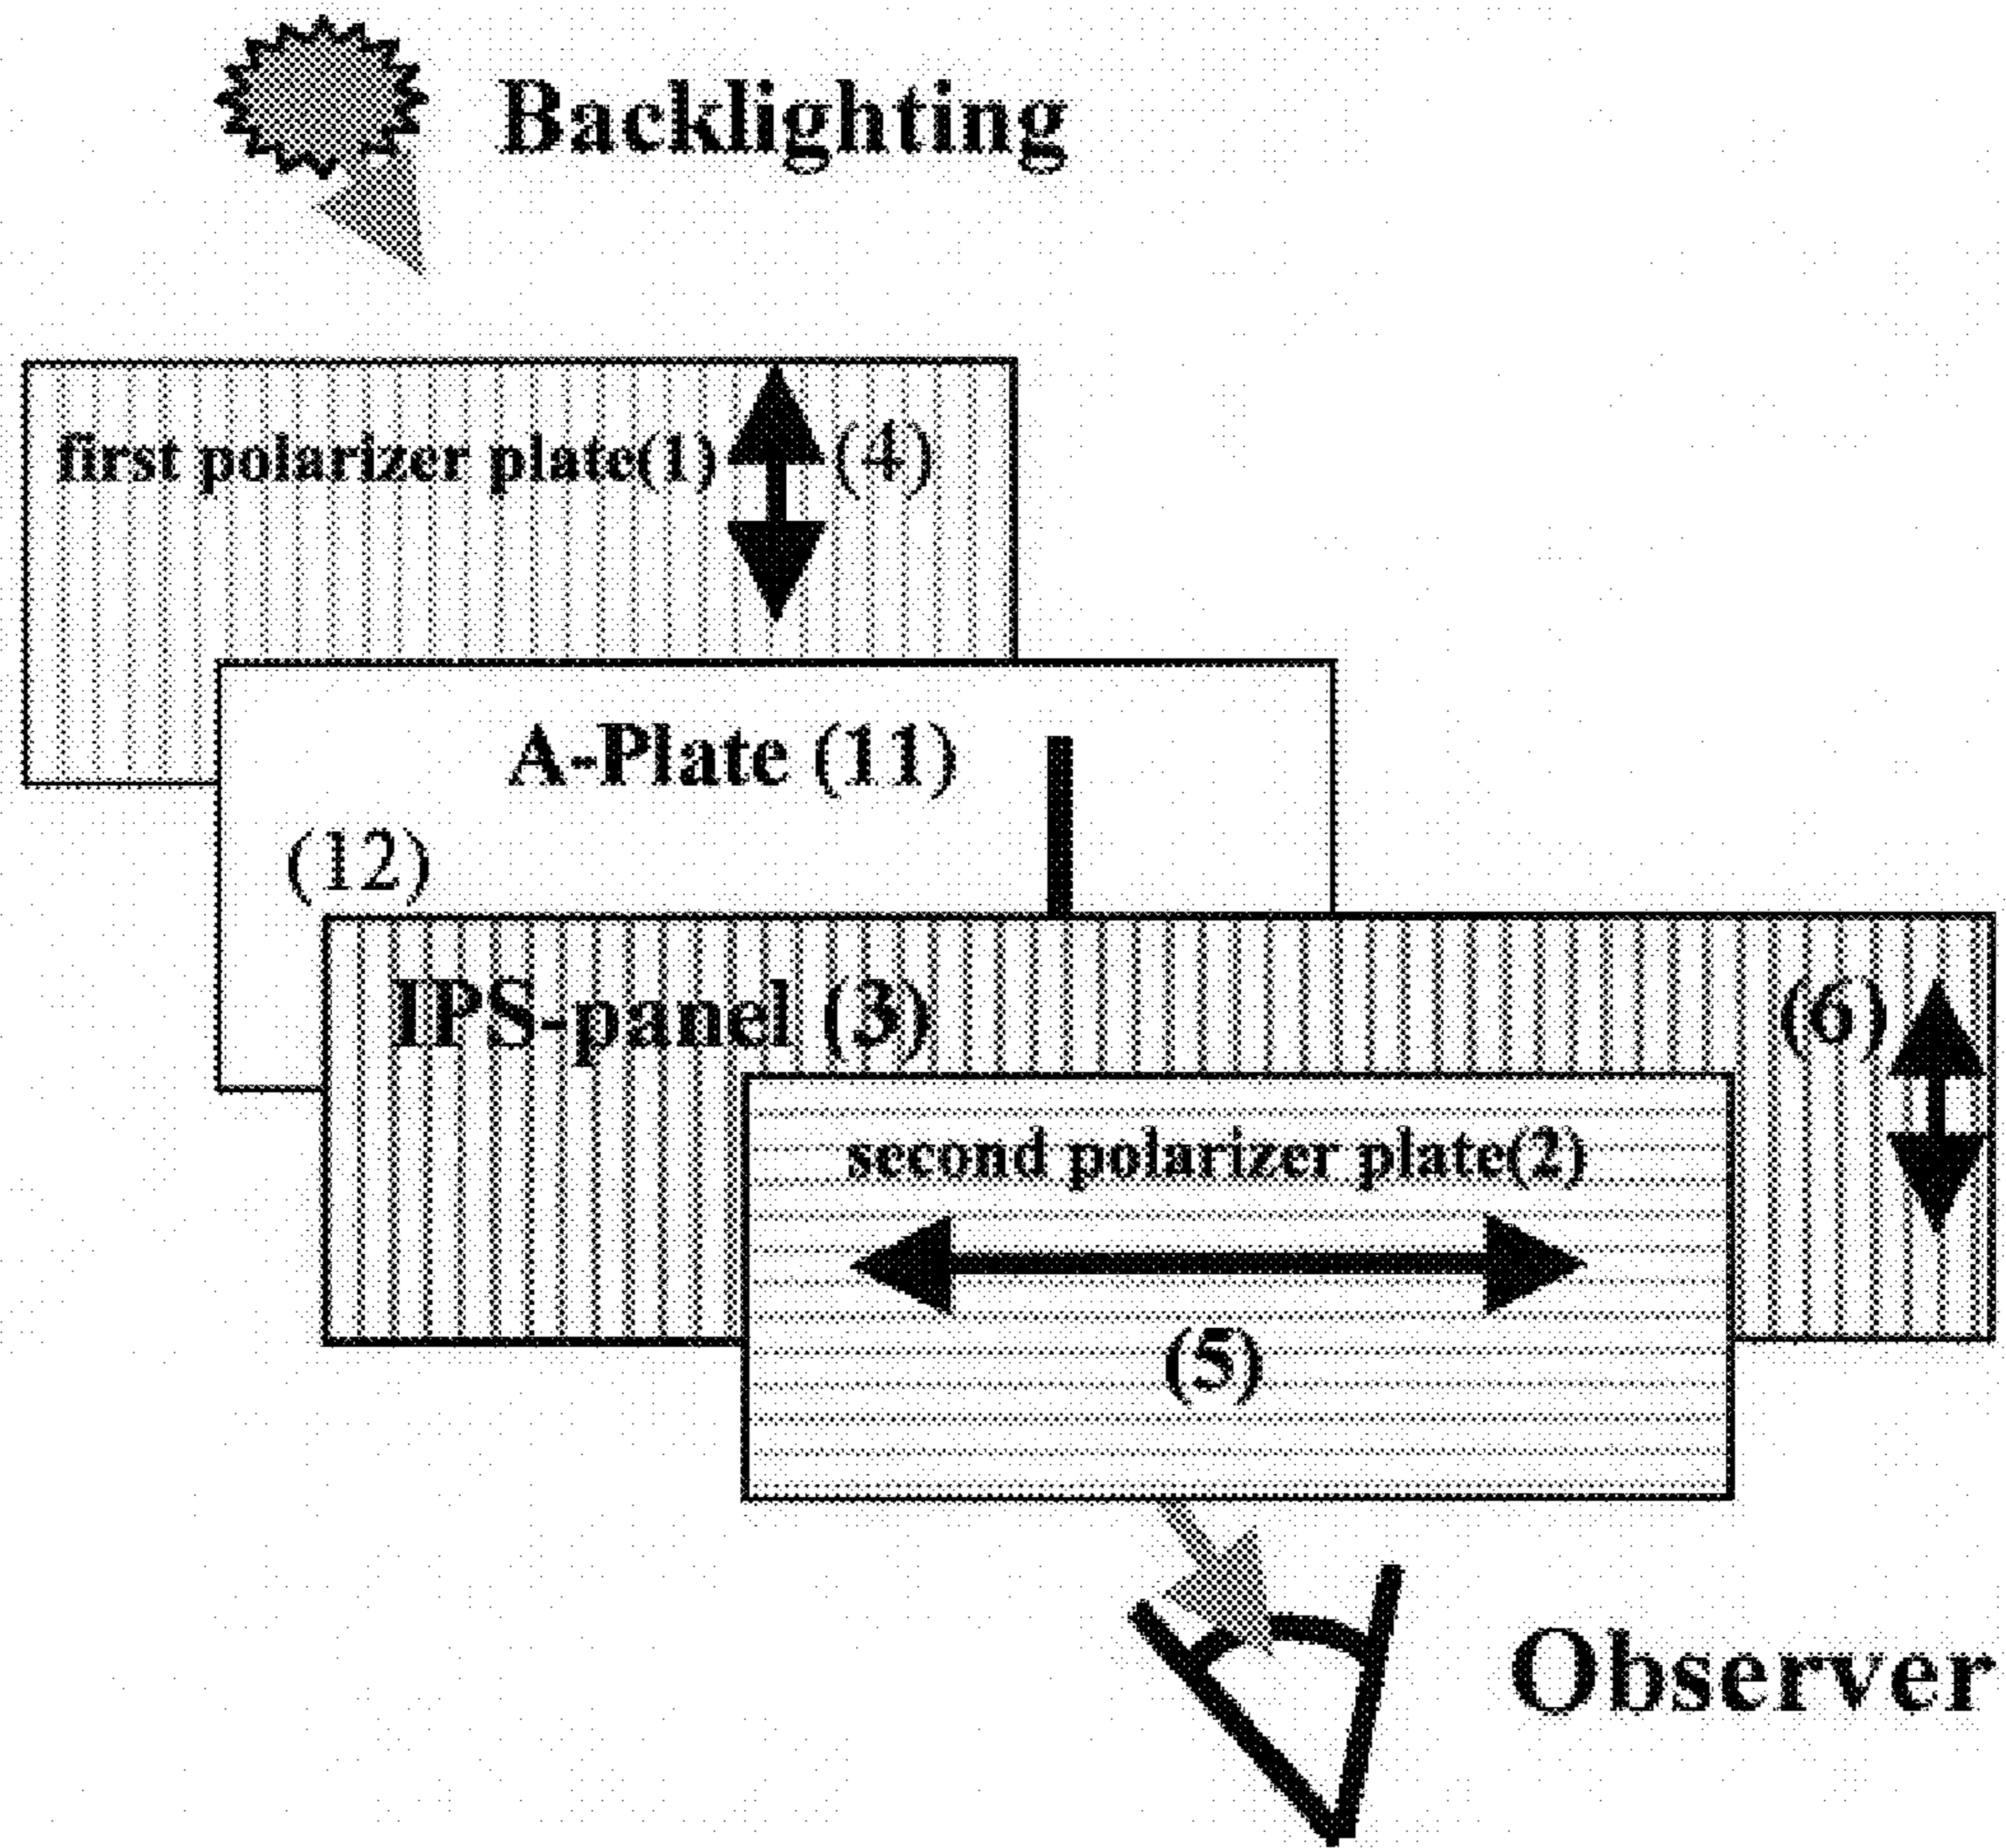 Backlighting
first polarizer plate(1) (4)
A-Plate (11)
(12)
IPS-panel (3) (6)
second polarizer plate(2)
(5)
Observer